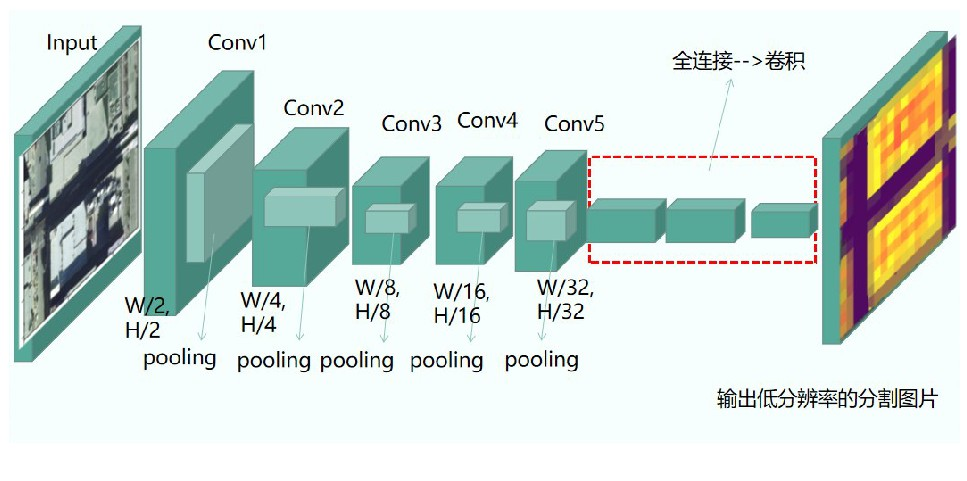 Input
Conv1
Conv2
Conv3
Conv4
Conv5
全连接-->卷积
W/2,
H/2
W/4,
H/4
W/8,
H/8
W/16,
H/16
W/32,
H/32
pooling
pooling
pooling
pooling
pooling
输出低分辨率的分割图片